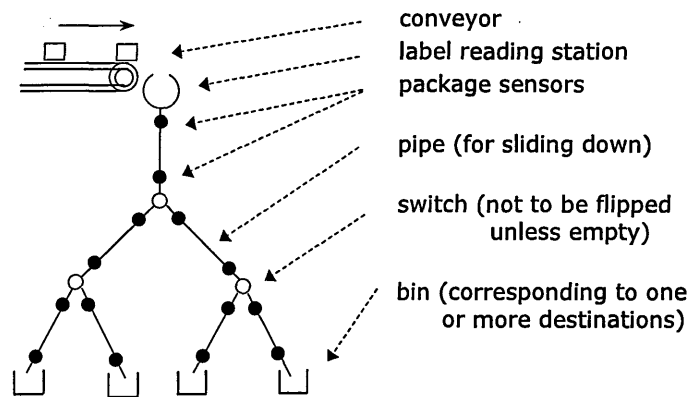 conveyor
label reading station
package sensors
pipe (for sliding down)
switch (not to be flipped
unless empty)
bin (corresponding to one
or more destinations)